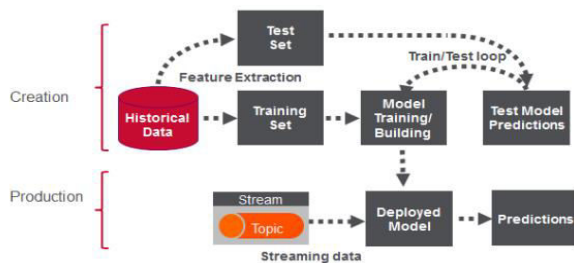 Test
Set
Train/Test loop
Feature Extraction
Creation
Historical
Data
Training
Set
Model
Training/
Building
Test Model
Predictions
Production
Stream
Topic
Deployed
Model
Predictions
Streaming data